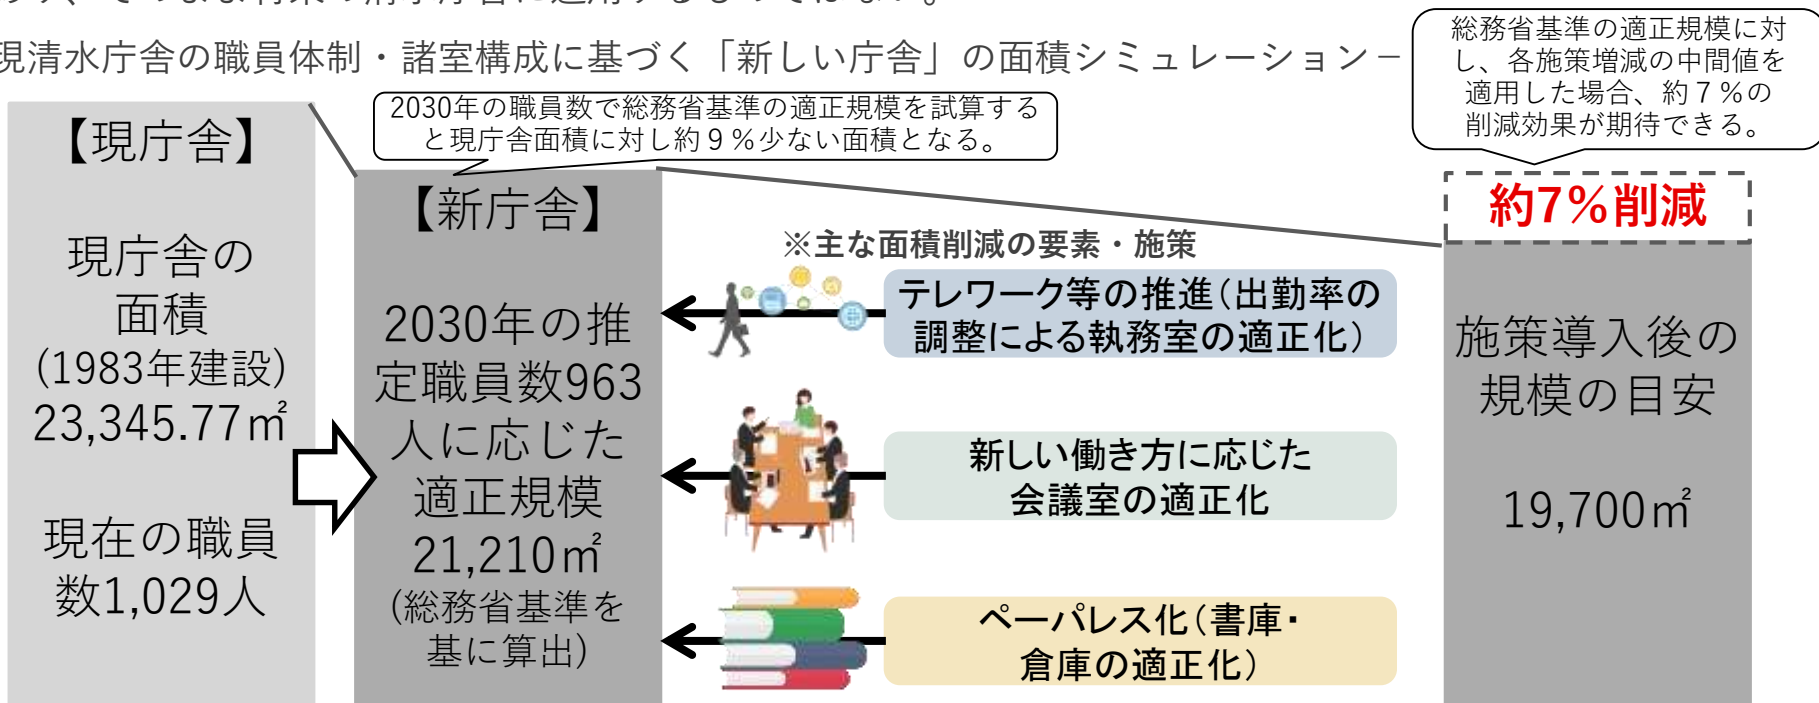 現清水庁舎の職員体制・諸室構成に基づく「新しい庁舎」の面積シミュレーション－
総務省基準の適正規模に対
し、各施策増減の中間値を
適用した場合、約７％の
削減効果が期待できる。
2030年の職員数で総務省基準の適正規模を試算する
と現庁舎面積に対し約９％少ない面積となる。
【現庁舎】
現庁舎の
面積
(1983年建設)
23,345.77㎡
現在の職員
数1,029人
【新庁舎】
2030年の推
定職員数963
人に応じた
適正規模
21,210㎡
(総務省基準を
基に算出)
※主な面積削減の要素・施策
テレワーク等の推進（出勤率の
調整による執務室の適正化）
新しい働き方に応じた
会議室の適正化
ペーパレス化（書庫・
倉庫の適正化）
約7％削減
施策導入後の
規模の目安
19,700㎡